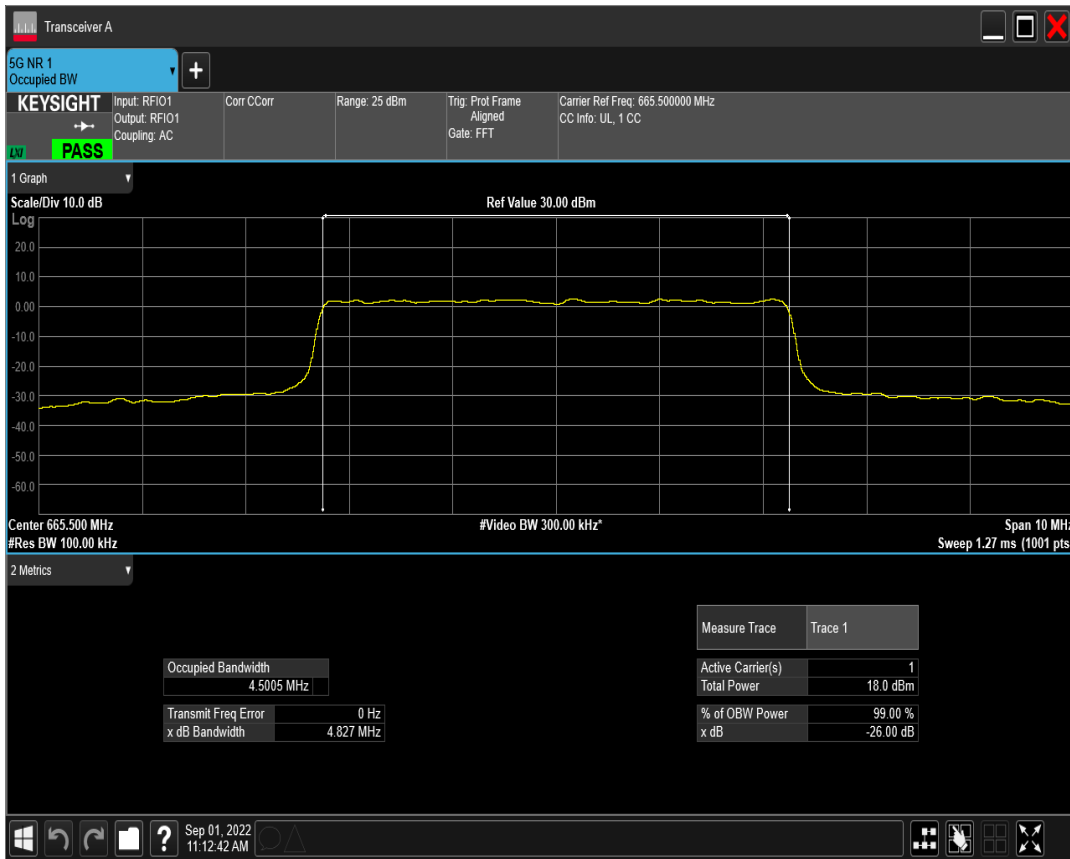 Transceiver A
5G NR 1
Occupied BW
+
KEYSIGHT
LXI
PASS
Input: RFIO1
Output: RFIO1
Coupling: AC
Corr CCorr
Range: 25 dBm
Trig: Prot Frame
Aligned
Gate: FFT
Carrier Ref Freq: 665.500000 MHz
CC Info: UL, 1 CC
1 Graph
Scale/Div 10.0 dB
Ref Value 30.00 dBm
Log
20.0
10.0
0.00
-10.0
-20.0
-30.0
-40.0
-50.0
-60.0
Center 665.500 MHz
#Video BW 300.00 kHz*
Span 10 MHz
#Res BW 100.00 kHz
Sweep 1.27 ms (1001 pts
2 Metrics
Measure Trace Trace 1
Occupied Bandwidth
4.5005 MHz
Active Carrier(s) 1
Total Power 18.0 dBm
Transmit Freq Error 0 Hz
x dB Bandwidth 4.827 MHz
% of OBW Power 99.00 %
x dB -26.00 dB
?
Sep 01, 2022
11:12:42 AM